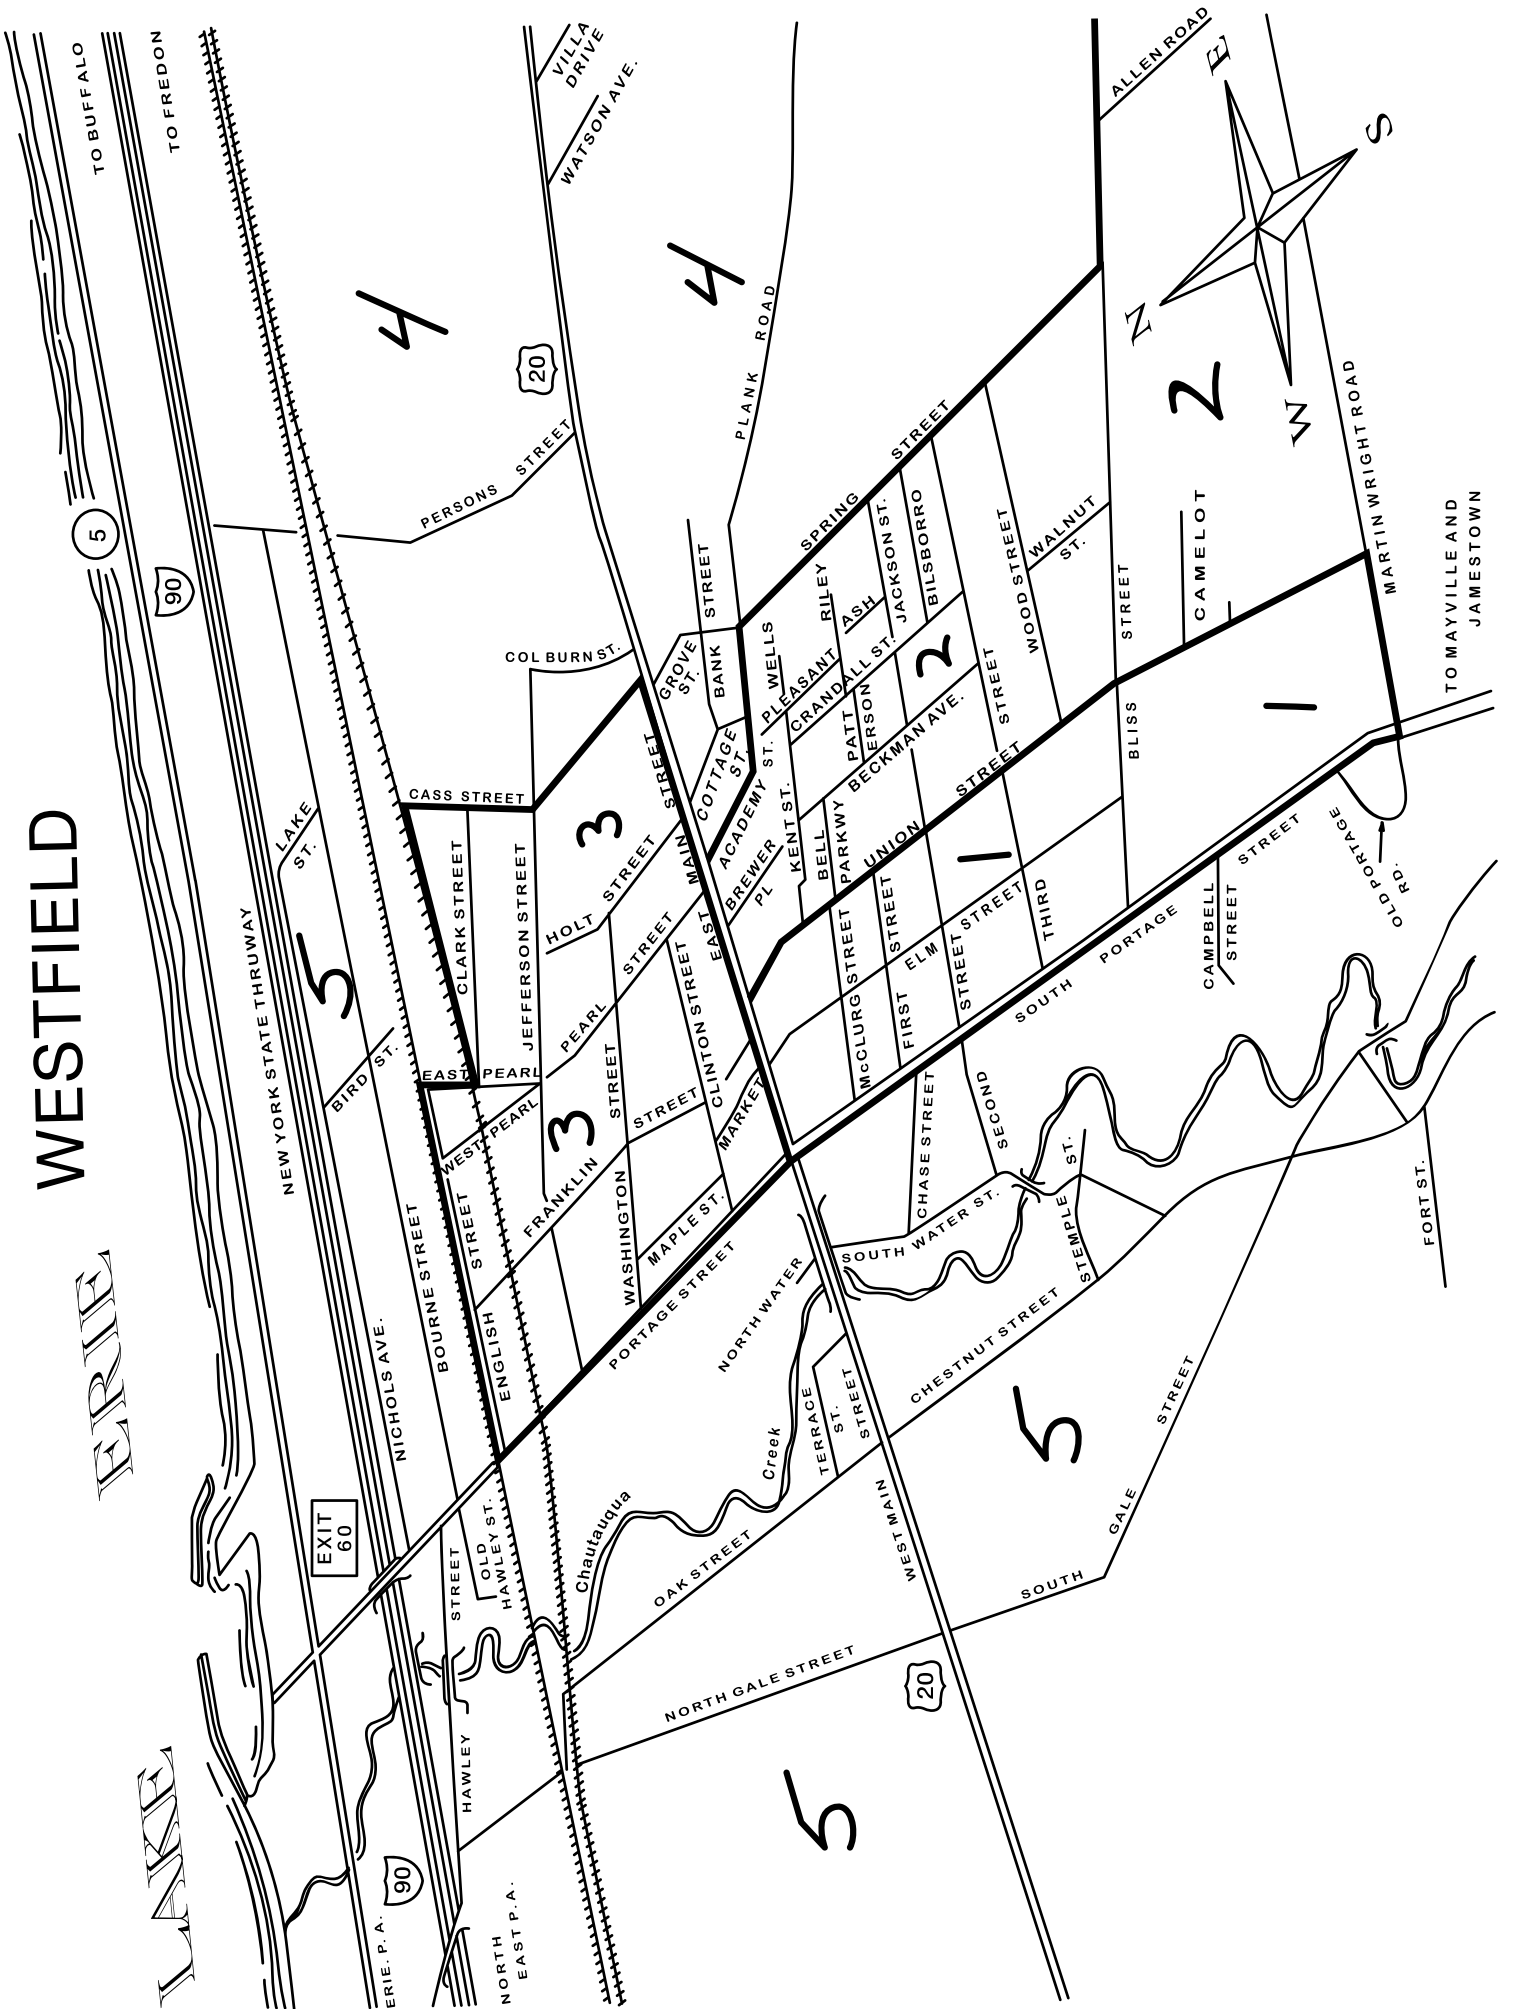 WESTFIELD
LAKE ERIE
TO BUFFALO
TO FREDON
5
90
NEW YORK STATE THRUWAY
LAKE
ST.
5
BIRD ST.
NICHOLS AVE.
BOURNE STREET
EXIT
60
90
ERIE. P. A.
NORTH
EAST P. A.
HAWLEY STREET
OLD
HAWLEY ST.
4
4
20
VILLA
DRIVE
WATSON AVE.
PERSONS STREET
PLANK ROAD
COLBURN ST.
CASS STREET
CLARK STREET
JEFFERSON STREET
3
HOLT STREET
EAST PEARL
PEARL STREET
WEST PEARL
3
ENGLISH STREET
FRANKLIN STREET
WASHINGTON STREET
CLINTON STREET
MARKET
MAPLE ST.
PORTAGE STREET
EAST MAIN STREET
GROVE
ST.
BANK STREET
COTTAGE
ST.
ACADEMY ST.
BREWER
PL
WELLS
KENT ST.
BELL
PARKWAY
PLEASANT
CRANDALL ST.
RILEY
ASH
JACKSON ST.
BILSBORRO
PATT
ERSON
BECKMAN AVE.
2
SPRING STREET
UNION STREET
WOOD STREET
WALNUT
ST.
BLISS STREET
CAMELOT
2
ALLEN ROAD
N
E
S
W
MARTIN WRIGHT ROAD
TO MAYVILLE AND
JAMESTOWN
1
1
McCLURG STREET
FIRST STREET
ELM STREET
SECOND STREET
THIRD STREET
SOUTH PORTAGE STREET
OLD PORTAGE
RD.
CAMPBELL
STREET
CHASE STREET
SOUTH WATER ST.
NORTH WATER
STEMPLE ST.
CHESTNUT STREET
FORT ST.
TERRACE
ST.
WEST MAIN STREET
Chautauqua Creek
OAK STREET
NORTH GALE STREET
SOUTH GALE STREET
20
5
5